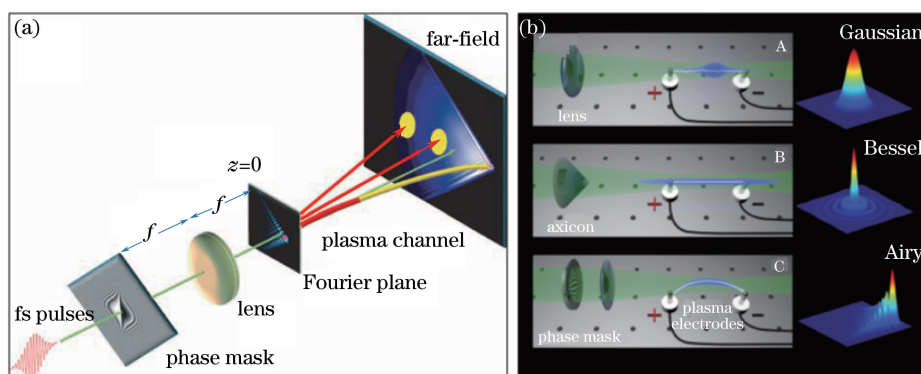 (a)
far-field
z=0
f
f
plasma channel
Fourier plane
lens
fs pulses
phase mask
(b)
A
Gaussian
+
−
lens
B
Bessel
+
−
axicon
C
Airy
+
−
plasma
electrodes
phase mask